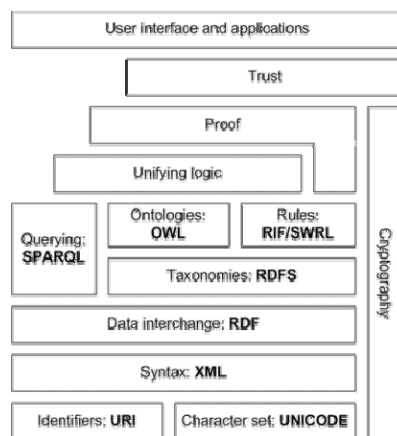 User interface and applications
Trust
Proof
Unifying logic
Querying:
SPARQL
Ontologies:
OWL
Rules:
RIF/SWRL
Taxonomies: RDFS
Cryptography
Data interchange: RDF
Syntax: XML
Identifiers: URI
Character set: UNICODE